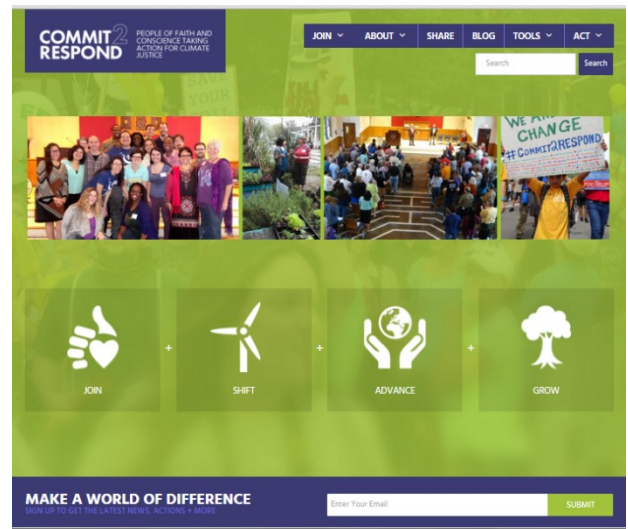 COMMIT2
RESPOND
PEOPLE OF FAITH AND
CONSCIENCE TAKING
ACTION FOR CLIMATE
JUSTICE
JOIN
ABOUT
SHARE
BLOG
TOOLS
ACT
Search
Search
SAVE
YOUR
WE ARE
CHANGE
#COMMIT2RESPOND
JOIN
+
SHIFT
+
ADVANCE
+
GROW
MAKE A WORLD OF DIFFERENCE
SIGN UP TO GET THE LATEST NEWS, ACTIONS + MORE
Enter Your Email
SUBMIT